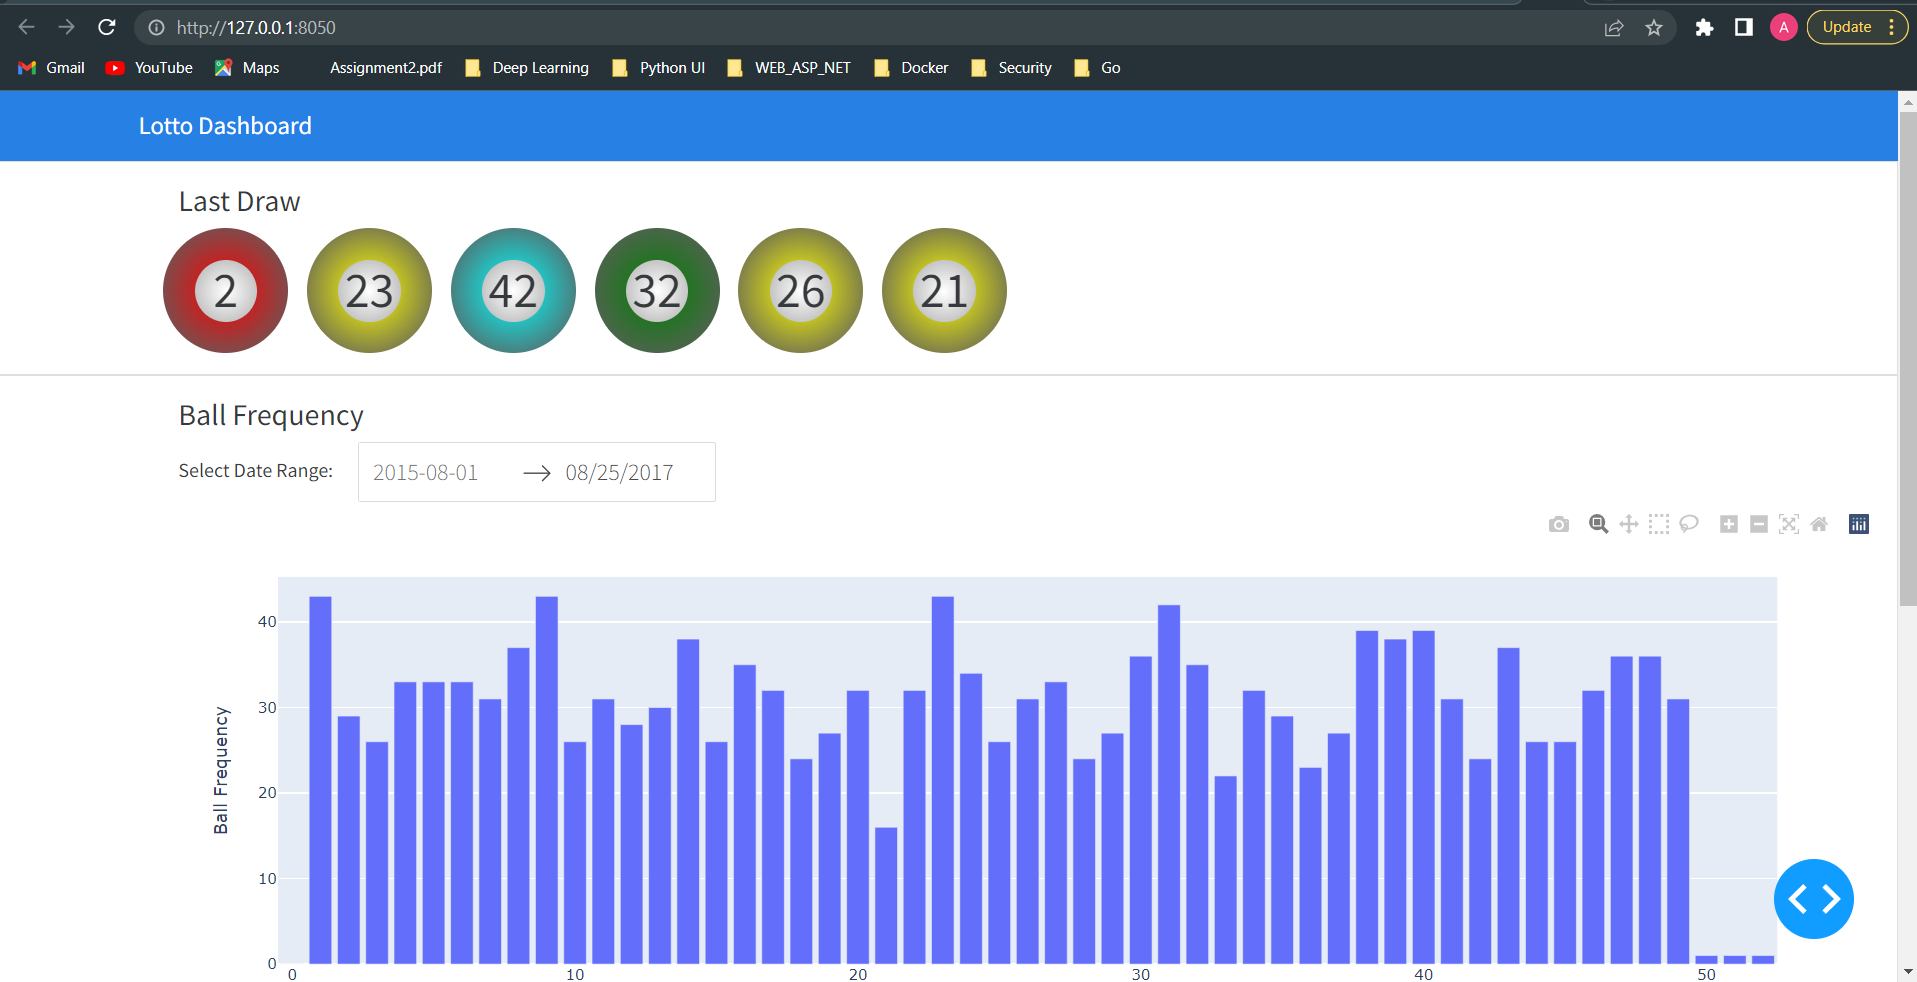 http://127.0.0.1:8050
A
Update
Gmail YouTube Maps Assignment2.pdf Deep Learning Python UI WEB_ASP_NET Docker Security Go
Lotto Dashboard
Last Draw
2 23 42 32 26 21
Ball Frequency
Select Date Range: 2015-08-01 → 08/25/2017
Ball Frequency
40
30
20
10
0
0 10 20 30 40 50